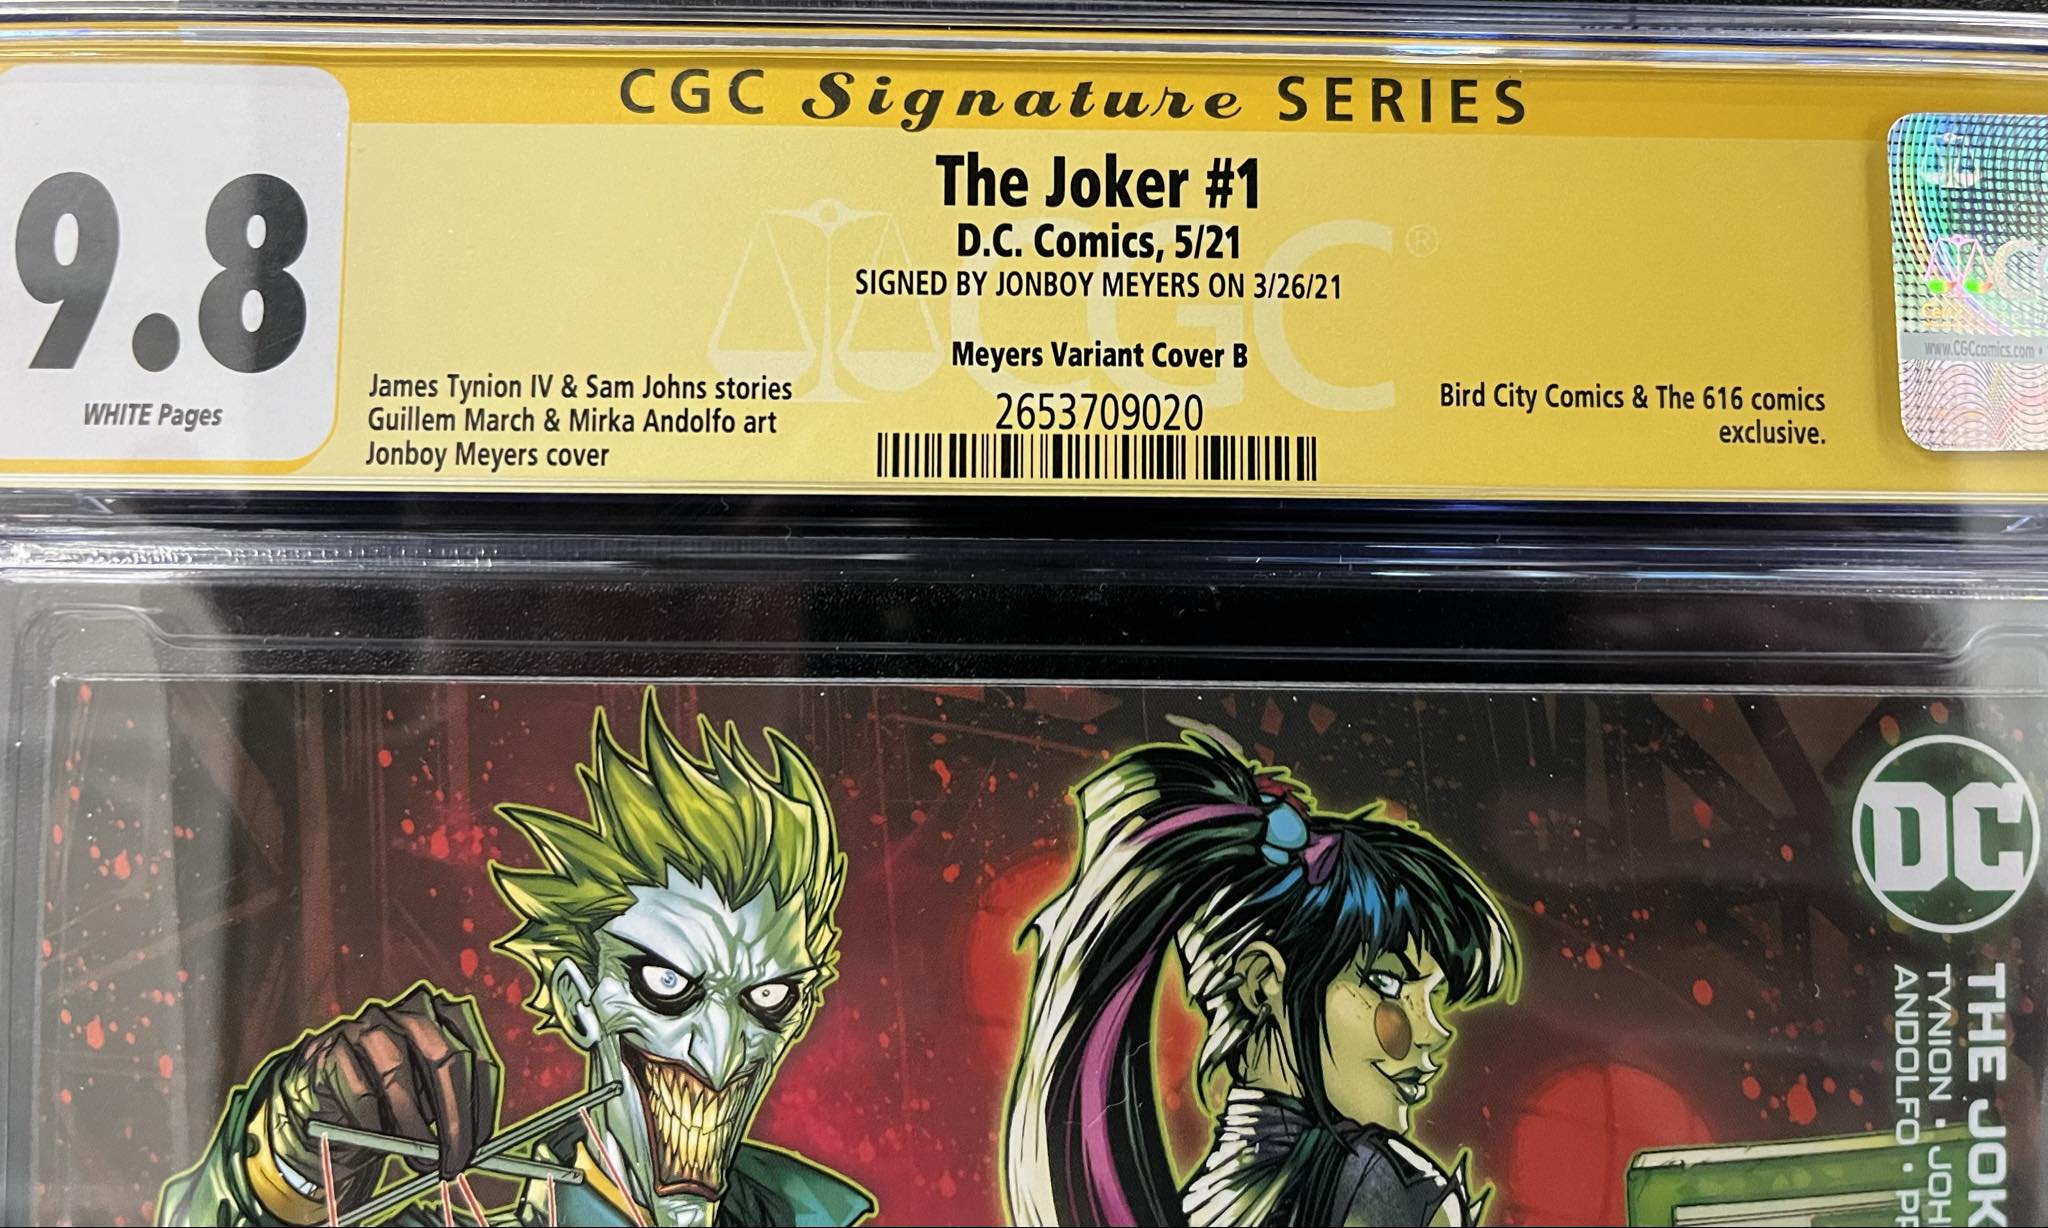 CGC Signature SERIES
9.8
WHITE Pages
The Joker #1
D.C. Comics, 5/21
SIGNED BY JONBOY MEYERS ON 3/26/21
Meyers Variant Cover B
2653709020
James Tynion IV & Sam Johns stories
Guillem March & Mirka Andolfo art
Jonboy Meyers cover
Bird City Comics & The 616 comics
exclusive.
CGC®
www.CGCcomics.com
DC
THE JOK
TYNION • JOH
ANDOLFO •